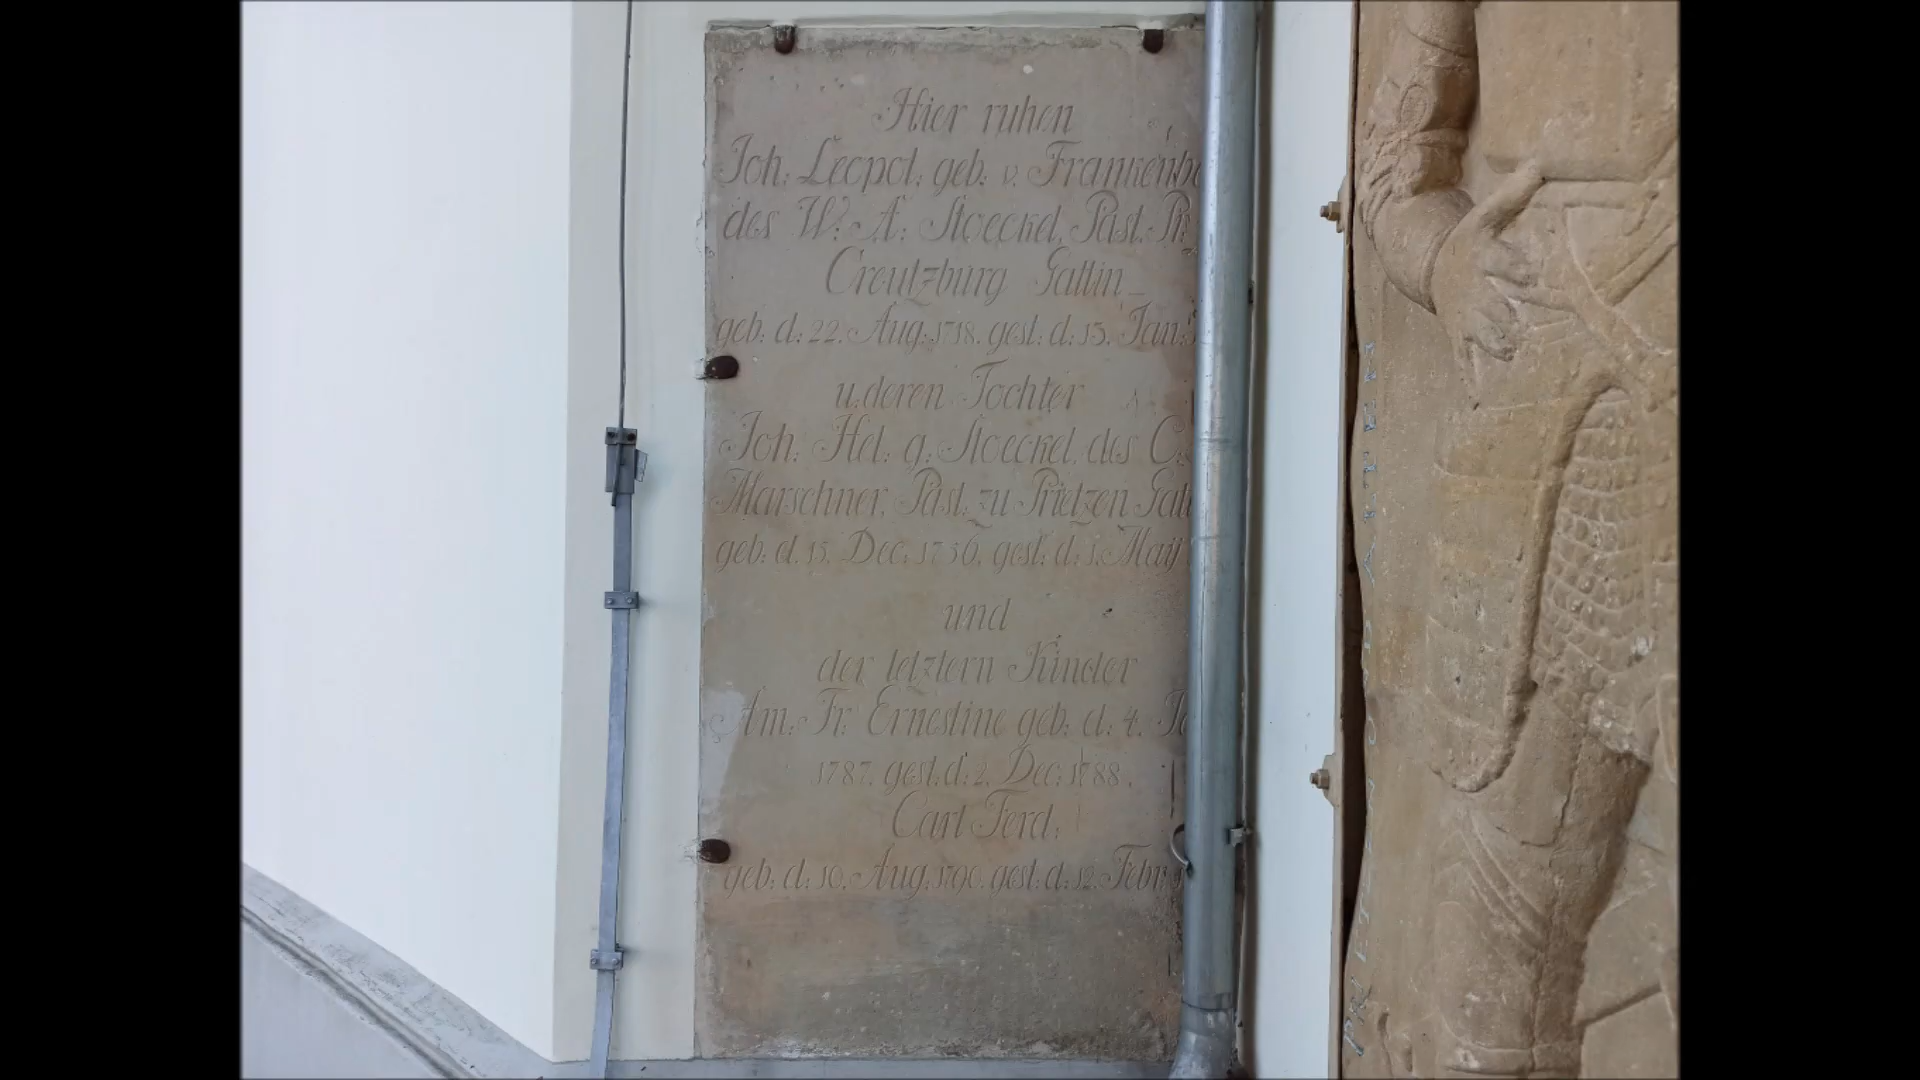 Hier ruhen
Joh: Leopol: geb: v. Frankenb
des W: A: Stoeckel, Past. Pr:
Creutzburg Gattin
geb: d: 22. Aug: 1718. gest: d: 15. Jan:
u: deren Tochter
Joh: Hel: g: Stoeckel, des C:
Marschner, Past. zu Prietzen Gatt
geb: d. 15. Dec: 1756. gest: d: 1. Maÿ
und
der letztern Kinder
Am: Fr: Ernestine geb: d: 4.
1787. gest. d: 2. Dec: 1788.
Carl Ferd:
geb: d: 10. Aug: 1790. gest: d: 12. Febr: